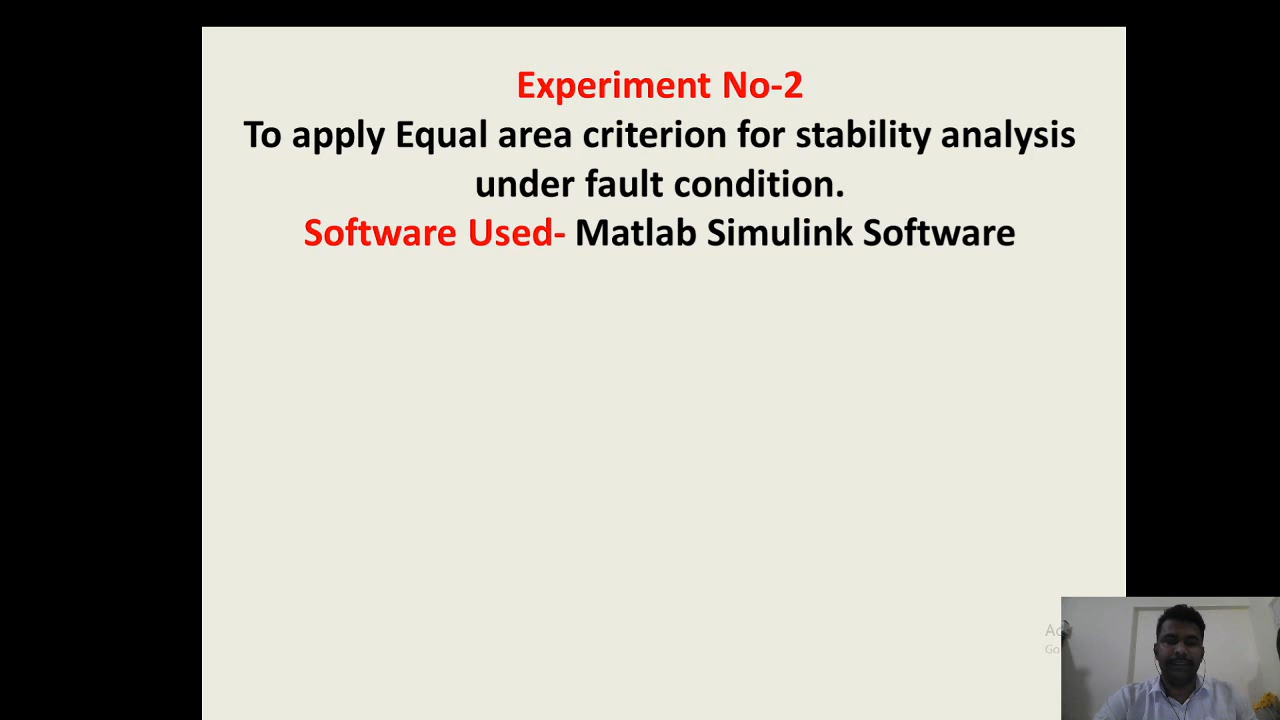 Experiment No-2
To apply Equal area criterion for stability analysis
under fault condition.
Software Used- Matlab Simulink Software